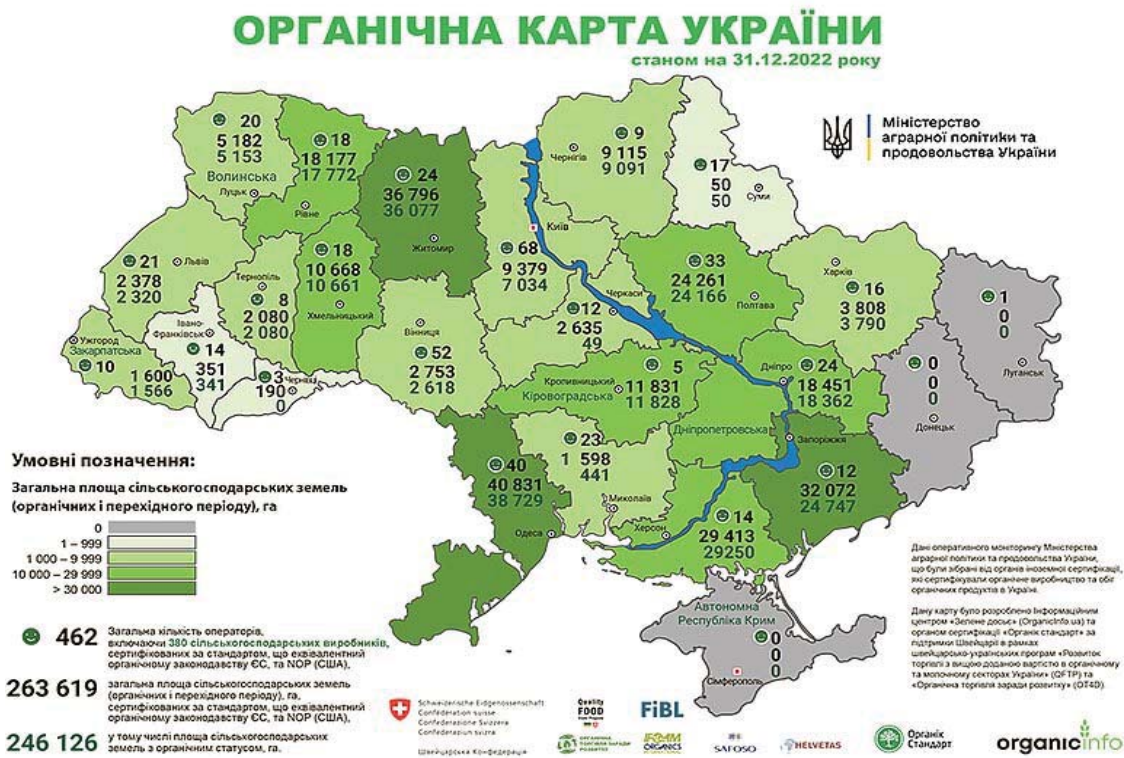 ОРГАНІЧНА КАРТА УКРАЇНИ
станом на 31.12.2022 року
Міністерство
аграрної політики та
продовольства України
20
5 182
5 153
Волинська
Луцьк
18
18 177
17 772
Рівне
24
36 796
36 077
Житомир
9
Чернігів
9 115
9 091
17
50
50
Суми
Київ
68
9 379
7 034
21
Львів
2 378
2 320
Тернопіль
8
2 080
2 080
18
10 668
10 661
Хмельницький
33
24 261
24 166
Полтава
Харків
16
3 808
3 790
1
0
0
Луганськ
Черкаси
12
2 635
49
Вінниця
52
2 753
2 618
Івано-
Франківськ
14
351
341
Ужгород
Закарпатська
10
1 600
1 566
3
Чернівці
190
0
5
Кропивницький
11 831
Кіровоградська
11 828
Дніпро
24
18 451
18 362
Дніпропетровська
0
0
0
Донецьк
Запоріжжя
12
32 072
24 747
23
1 598
441
Миколаїв
40
40 831
38 729
Одеса
14
Херсон
29 413
29250
Автономна
Республіка Крим
0
0
0
Сімферополь
Умовні позначення:
Загальна площа сільськогосподарських земель
(органічних і перехідного періоду), га
0
1 – 999
1 000 – 9 999
10 000 – 29 999
> 30 000
462
Загальна кількість операторів,
включаючи 380 сільськогосподарських виробників,
сертифікованих за стандартом, що еквівалентний
органічному законодавству ЄС, та NOP (США),
263 619
загальна площа сільськогосподарських земель
(органічних і перехідного періоду), га,
сертифікованих за стандартом, що еквівалентний
органічному законодавству ЄС, та NOP (США),
246 126
у тому числі площа сільськогосподарських
земель з органічним статусом, га.
Дані оперативного моніторингу Міністерства
аграрної політики та продовольства України,
що були зібрані від органів іноземної сертифікації,
які сертифікували органічне виробництво та обіг
органічних продуктів в Україні.
Дану карту було розроблено Інформаційним
центром «Зелене досьє» (OrganicInfo.ua) та
органом сертифікації «Органік стандарт» за
підтримки Швейцарії в рамках
швейцарсько-українських програм «Розвиток
торгівлі з вищою доданою вартістю в органічному
та молочному секторах України» (QFTP) та
«Органічна торгівля заради розвитку» (OT4D).
Schweizerische Eidgenossenschaft
Confédération suisse
Confederazione Svizzera
Confederaziun svizra
Швейцарська Конфедерація
Quality
FOOD
FiBL
ОРГАНІЧНА
ТОРГІВЛЯ ЗАРАДИ
РОЗВИТКУ
IFOAM
ORGANICS
SAFOSO
HELVETAS
Органік
Стандарт
organicinfo